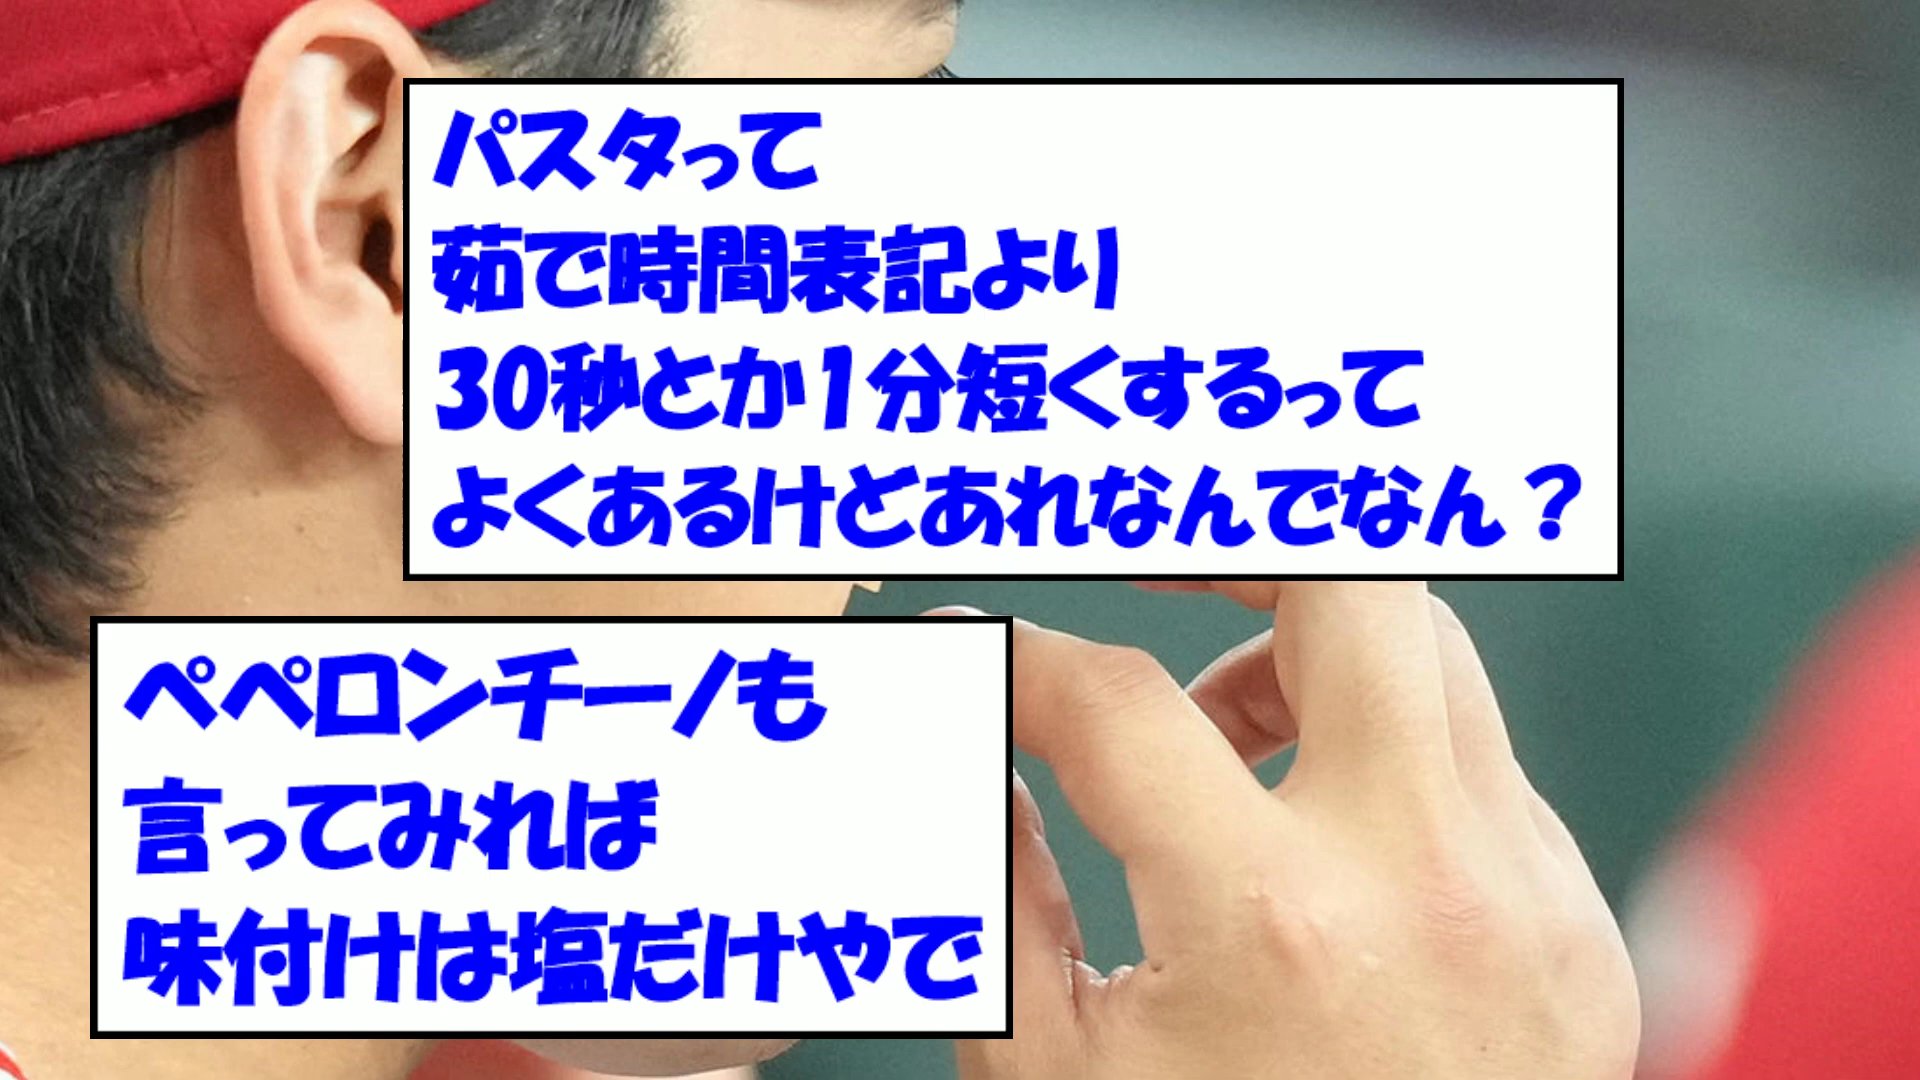 パスタって
茹で時間表記より
30秒とか1分短くするって
よくあるけどあれなんでなん？
ペペロンチーノも
言ってみれば
味付けは塩だけやで